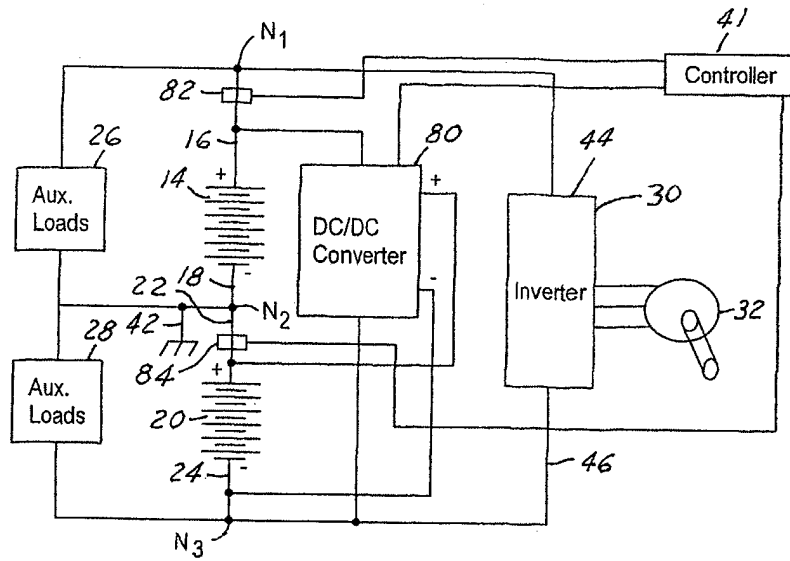 N1
41
82
Controller
16
80
26
44
+
14
+
30
Aux.
Loads
DC/DC
Converter
-
-
18
22
Inverter
N2
32
42
28
84
Aux.
Loads
+
20
46
24
-
N3